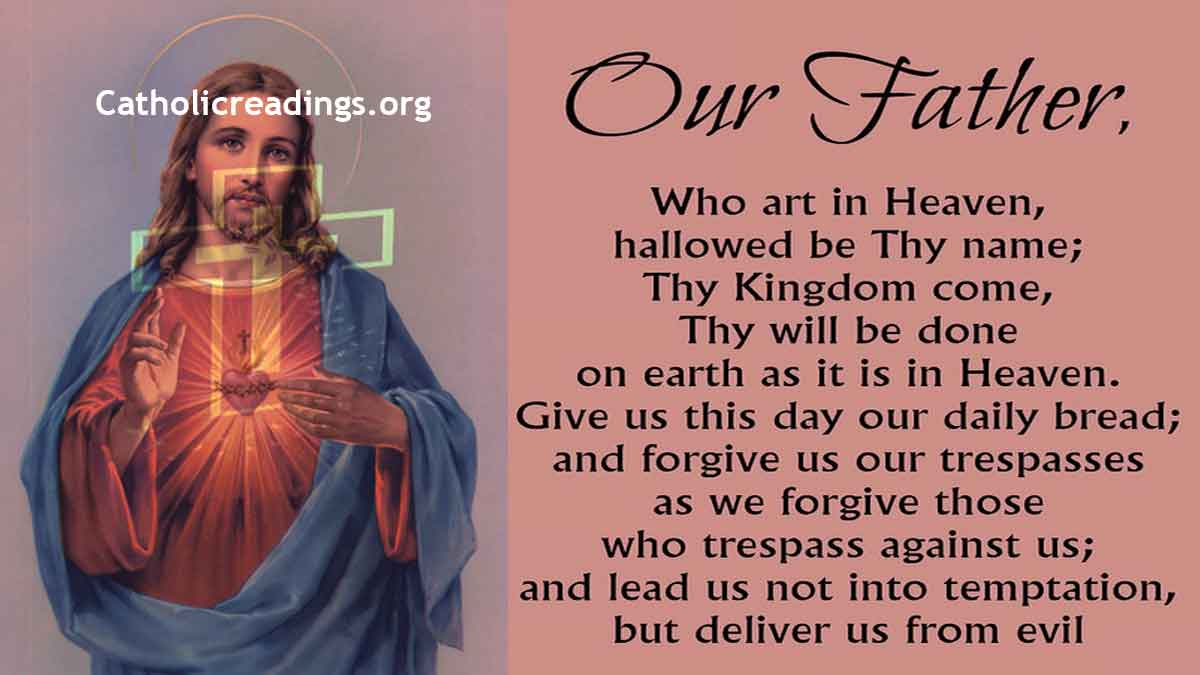 Catholicreadings.org
Our Father,
Who art in Heaven,
hallowed be Thy name;
Thy Kingdom come,
Thy will be done
on earth as it is in Heaven.
Give us this day our daily bread;
and forgive us our trespasses
as we forgive those
who trespass against us;
and lead us not into temptation,
but deliver us from evil